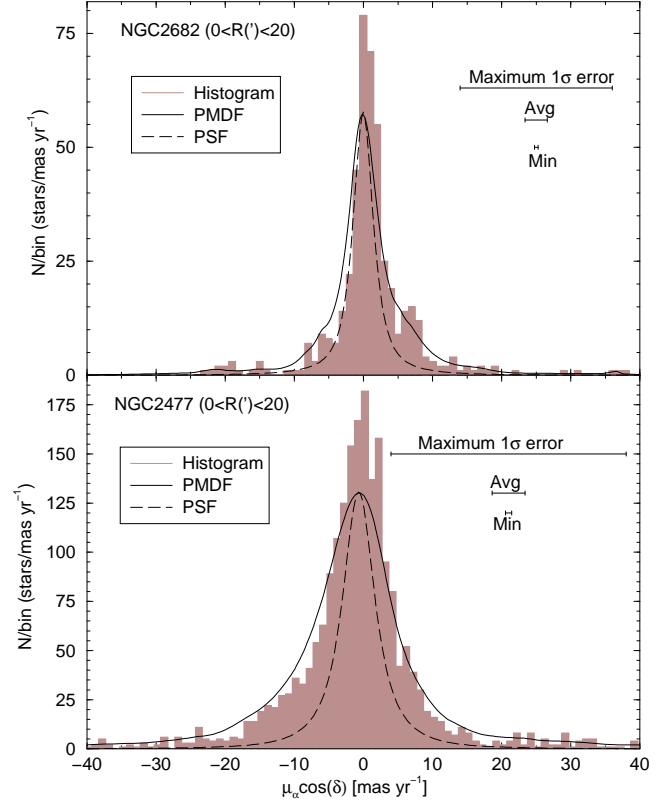 NGC2682 (0<R(')<20)
Histogram
PMDF
PSF
Maximum 1σ error
Avg
Min
N/bin (stars/mas yr⁻¹)
75
50
25
0
NGC2477 (0<R(')<20)
Histogram
PMDF
PSF
Maximum 1σ error
Avg
Min
N/bin (stars/mas yr⁻¹)
175
150
125
100
75
50
25
0
−40 −30 −20 −10 0 10 20 30 40
μαcos(δ) [mas yr⁻¹]